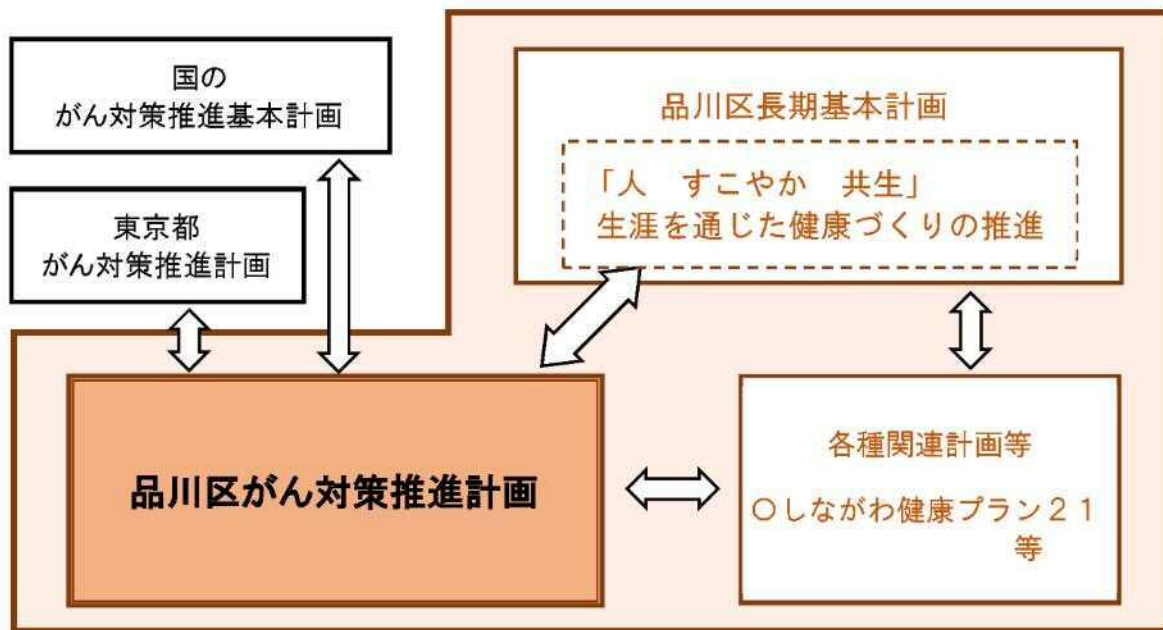 国の
がん対策推進基本計画
東京都
がん対策推進計画
品川区長期基本計画
「人　すこやか　共生」
生涯を通じた健康づくりの推進
品川区がん対策推進計画
各種関連計画等
〇しながわ健康プラン２１
等